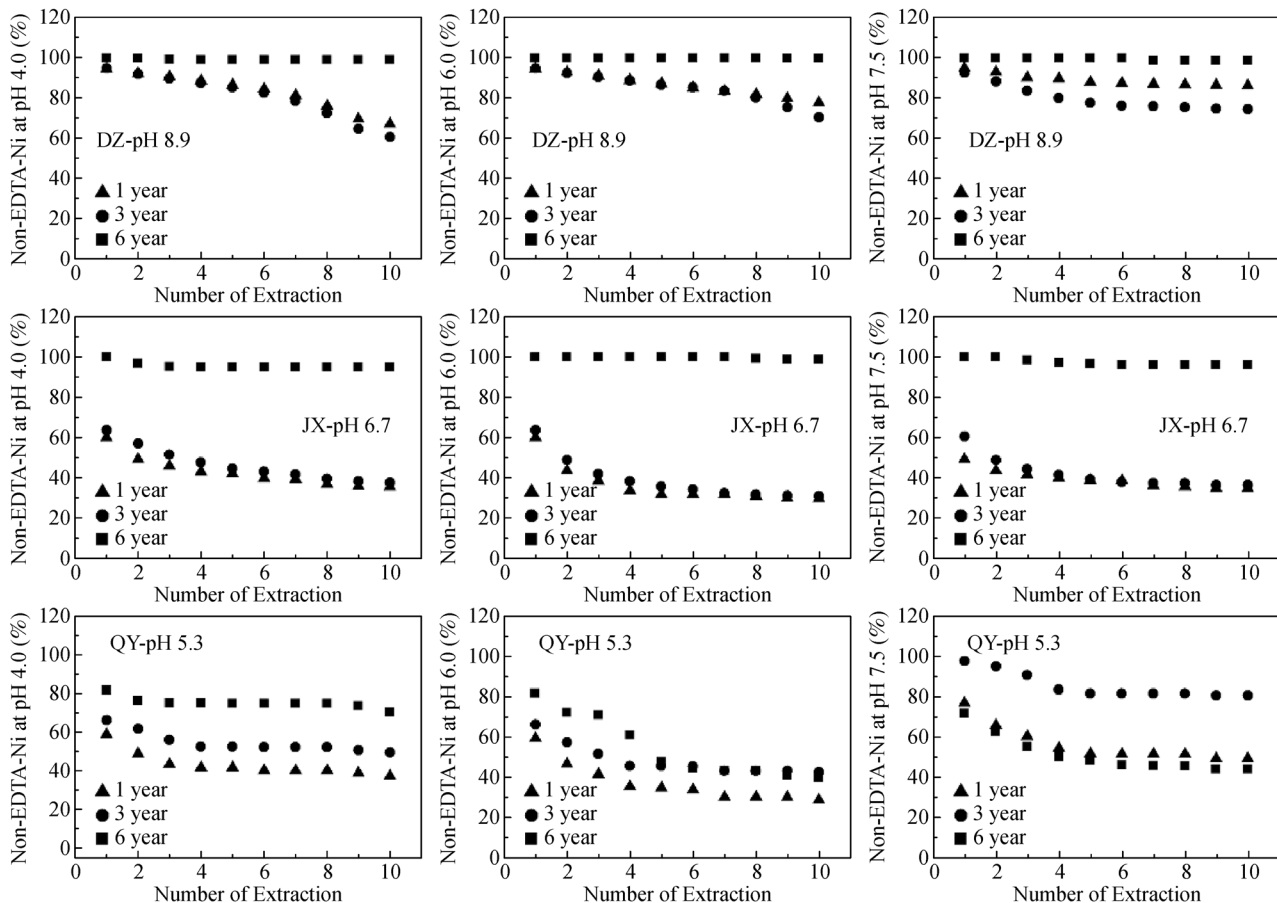 Non-EDTA-Ni at pH 4.0 (%)
120
100
80
60
40
20
0
DZ-pH 8.9
1 year
3 year
6 year
2 4 6 8 10
Number of Extraction
Non-EDTA-Ni at pH 6.0 (%)
120
100
80
60
40
20
0
DZ-pH 8.9
1 year
3 year
6 year
2 4 6 8 10
Number of Extraction
Non-EDTA-Ni at pH 7.5 (%)
120
100
80
60
40
20
0
DZ-pH 8.9
1 year
3 year
6 year
0 2 4 6 8 10
Number of Extraction
Non-EDTA-Ni at pH 4.0 (%)
120
100
80
60
40
20
0
JX-pH 6.7
1 year
3 year
6 year
0 2 4 6 8 10
Number of Extraction
Non-EDTA-Ni at pH 6.0 (%)
120
100
80
60
40
20
0
JX-pH 6.7
1 year
3 year
6 year
0 2 4 6 8 10
Number of Extraction
Non-EDTA-Ni at pH 7.5 (%)
120
100
80
60
40
20
0
JX-pH 6.7
1 year
3 year
6 year
0 2 4 6 8 10
Number of Extraction
Non-EDTA-Ni at pH 4.0 (%)
120
100
80
60
40
20
0
QY-pH 5.3
1 year
3 year
6 year
0 2 4 6 8 10
Number of Extraction
Non-EDTA-Ni at pH 6.0 (%)
120
100
80
60
40
20
0
QY-pH 5.3
1 year
3 year
6 year
0 2 4 6 8 10
Number of Extraction
Non-EDTA-Ni at pH 7.5 (%)
120
100
80
60
40
20
0
QY-pH 5.3
1 year
3 year
6 year
0 2 4 6 8 10
Number of Extraction